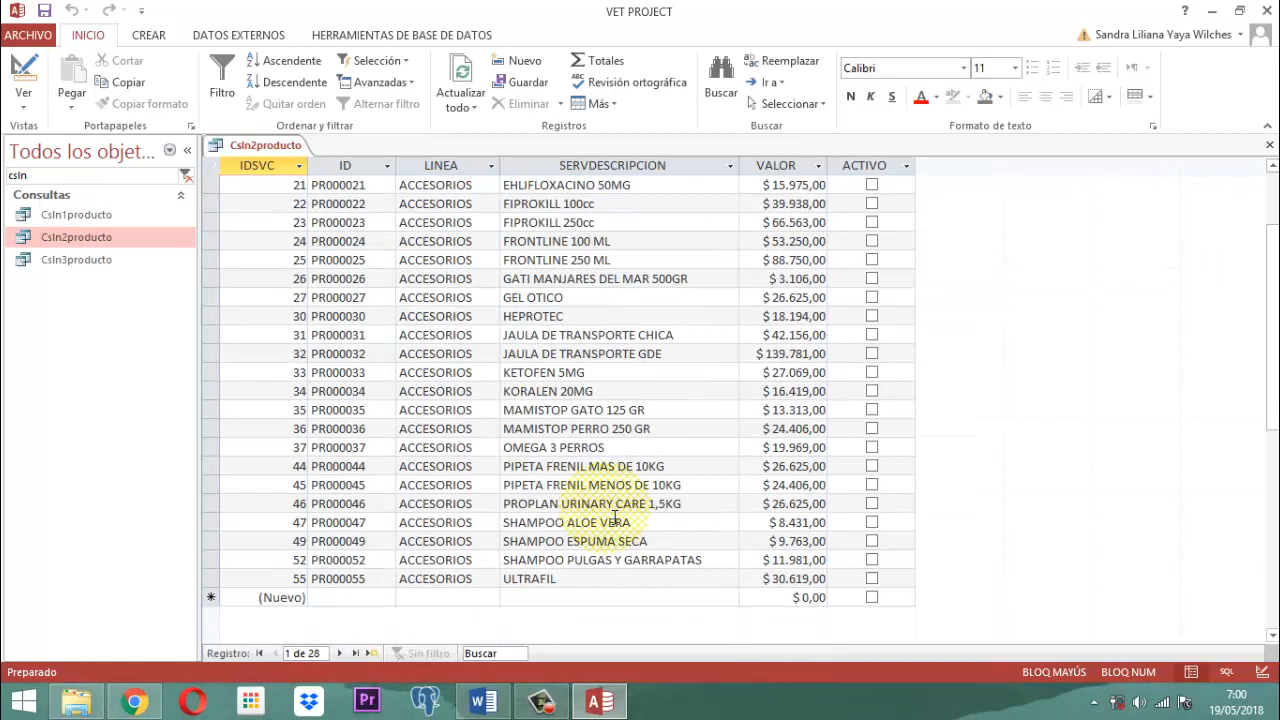 VET PROJECT
?
ARCHIVO INICIO CREAR DATOS EXTERNOS HERRAMIENTAS DE BASE DE DATOS
Sandra Liliana Yaya Wilches
Ver
Vistas
Pegar
Cortar
Copiar
Copiar formato
Portapapeles
Filtro
Ascendente
Descendente
Quitar orden
Selección
Avanzadas
Alternar filtro
Ordenar y filtrar
Actualizar
todo
Nuevo
Guardar
Eliminar
Totales
Revisión ortográfica
Más
Registros
Buscar
Reemplazar
Ir a
Seleccionar
Buscar
Calibri 11
N K S A
Formato de texto
Todos los objet...
csln
Consultas
Csln1producto
Csln2producto
Csln3producto
Csln2producto
IDSVC ID LINEA SERVDESCRIPCION VALOR ACTIVO
21 PR000021 ACCESORIOS EHLIFLOXACINO 50MG $ 15.975,00
22 PR000022 ACCESORIOS FIPROKILL 100cc $ 39.938,00
23 PR000023 ACCESORIOS FIPROKILL 250cc $ 66.563,00
24 PR000024 ACCESORIOS FRONTLINE 100 ML $ 53.250,00
25 PR000025 ACCESORIOS FRONTLINE 250 ML $ 88.750,00
26 PR000026 ACCESORIOS GATI MANJARES DEL MAR 500GR $ 3.106,00
27 PR000027 ACCESORIOS GEL OTICO $ 26.625,00
30 PR000030 ACCESORIOS HEPROTEC $ 18.194,00
31 PR000031 ACCESORIOS JAULA DE TRANSPORTE CHICA $ 42.156,00
32 PR000032 ACCESORIOS JAULA DE TRANSPORTE GDE $ 139.781,00
33 PR000033 ACCESORIOS KETOFEN 5MG $ 27.069,00
34 PR000034 ACCESORIOS KORALEN 20MG $ 16.419,00
35 PR000035 ACCESORIOS MAMISTOP GATO 125 GR $ 13.313,00
36 PR000036 ACCESORIOS MAMISTOP PERRO 250 GR $ 24.406,00
37 PR000037 ACCESORIOS OMEGA 3 PERROS $ 19.969,00
44 PR000044 ACCESORIOS PIPETA FRENIL MAS DE 10KG $ 26.625,00
45 PR000045 ACCESORIOS PIPETA FRENIL MENOS DE 10KG $ 24.406,00
46 PR000046 ACCESORIOS PROPLAN URINARY CARE 1,5KG $ 26.625,00
47 PR000047 ACCESORIOS SHAMPOO ALOE VERA $ 8.431,00
49 PR000049 ACCESORIOS SHAMPOO ESPUMA SECA $ 9.763,00
52 PR000052 ACCESORIOS SHAMPOO PULGAS Y GARRAPATAS $ 11.981,00
55 PR000055 ACCESORIOS ULTRAFIL $ 30.619,00
(Nuevo) $ 0,00
Registro: 1 de 28 Sin filtro Buscar
Preparado BLOQ MAYÚS BLOQ NUM SQL
Pr
7:00
19/05/2018